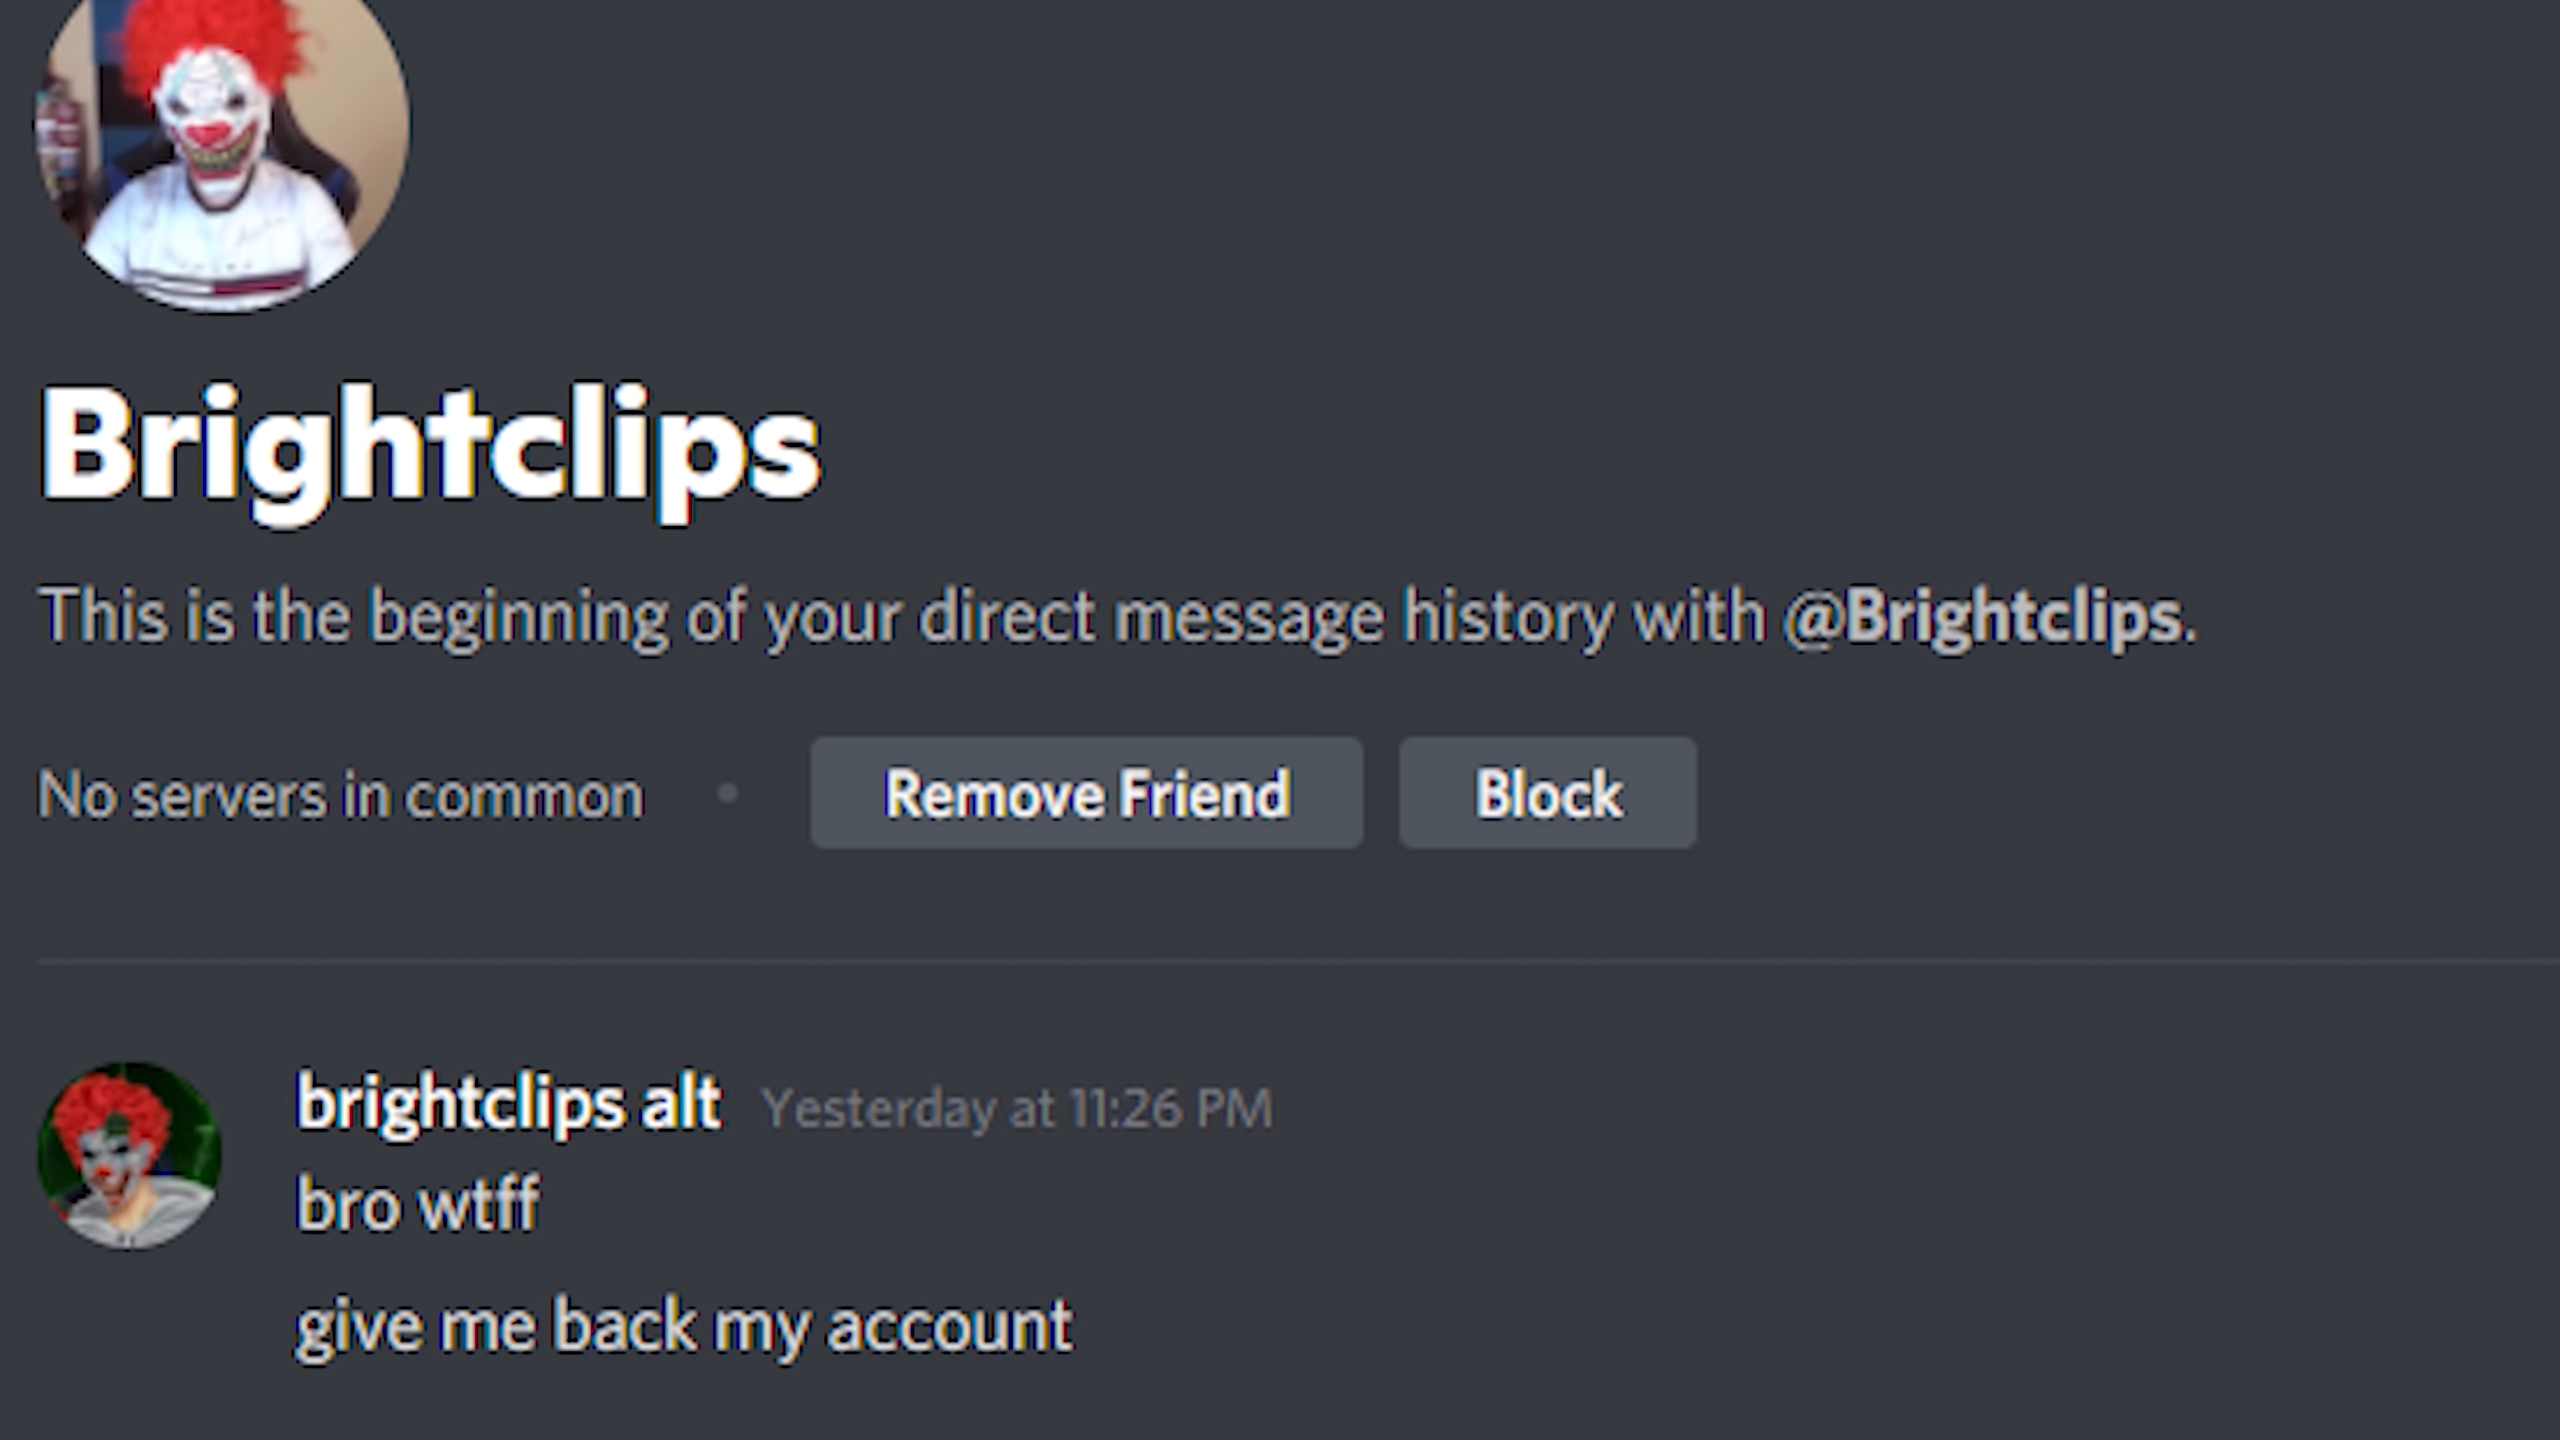 Brightclips
This is the beginning of your direct message history with @Brightclips.
No servers in common • Remove Friend Block
brightclips alt Yesterday at 11:26 PM
bro wtff
give me back my account